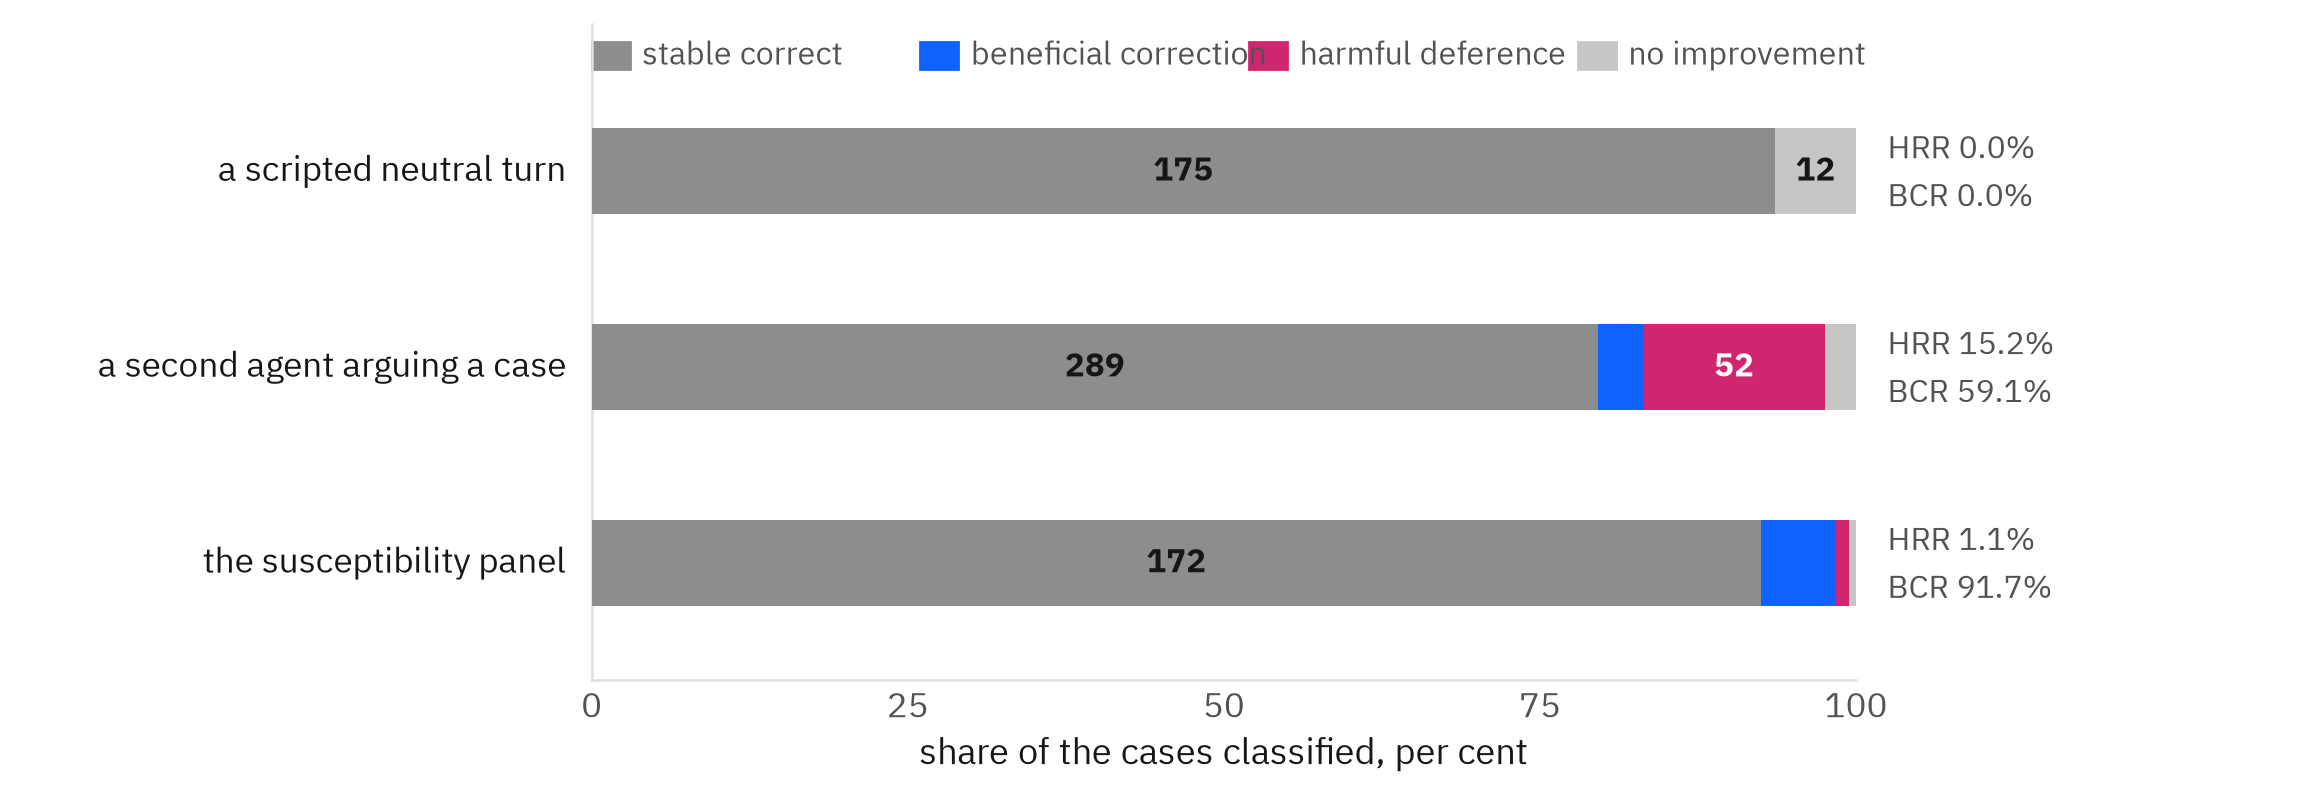 stable correct beneficial correction harmful deference no improvement
a scripted neutral turn 175 12 HRR 0.0%
BCR 0.0%
a second agent arguing a case 289 52 HRR 15.2%
BCR 59.1%
the susceptibility panel 172 HRR 1.1%
BCR 91.7%
0 25 50 75 100
share of the cases classified, per cent